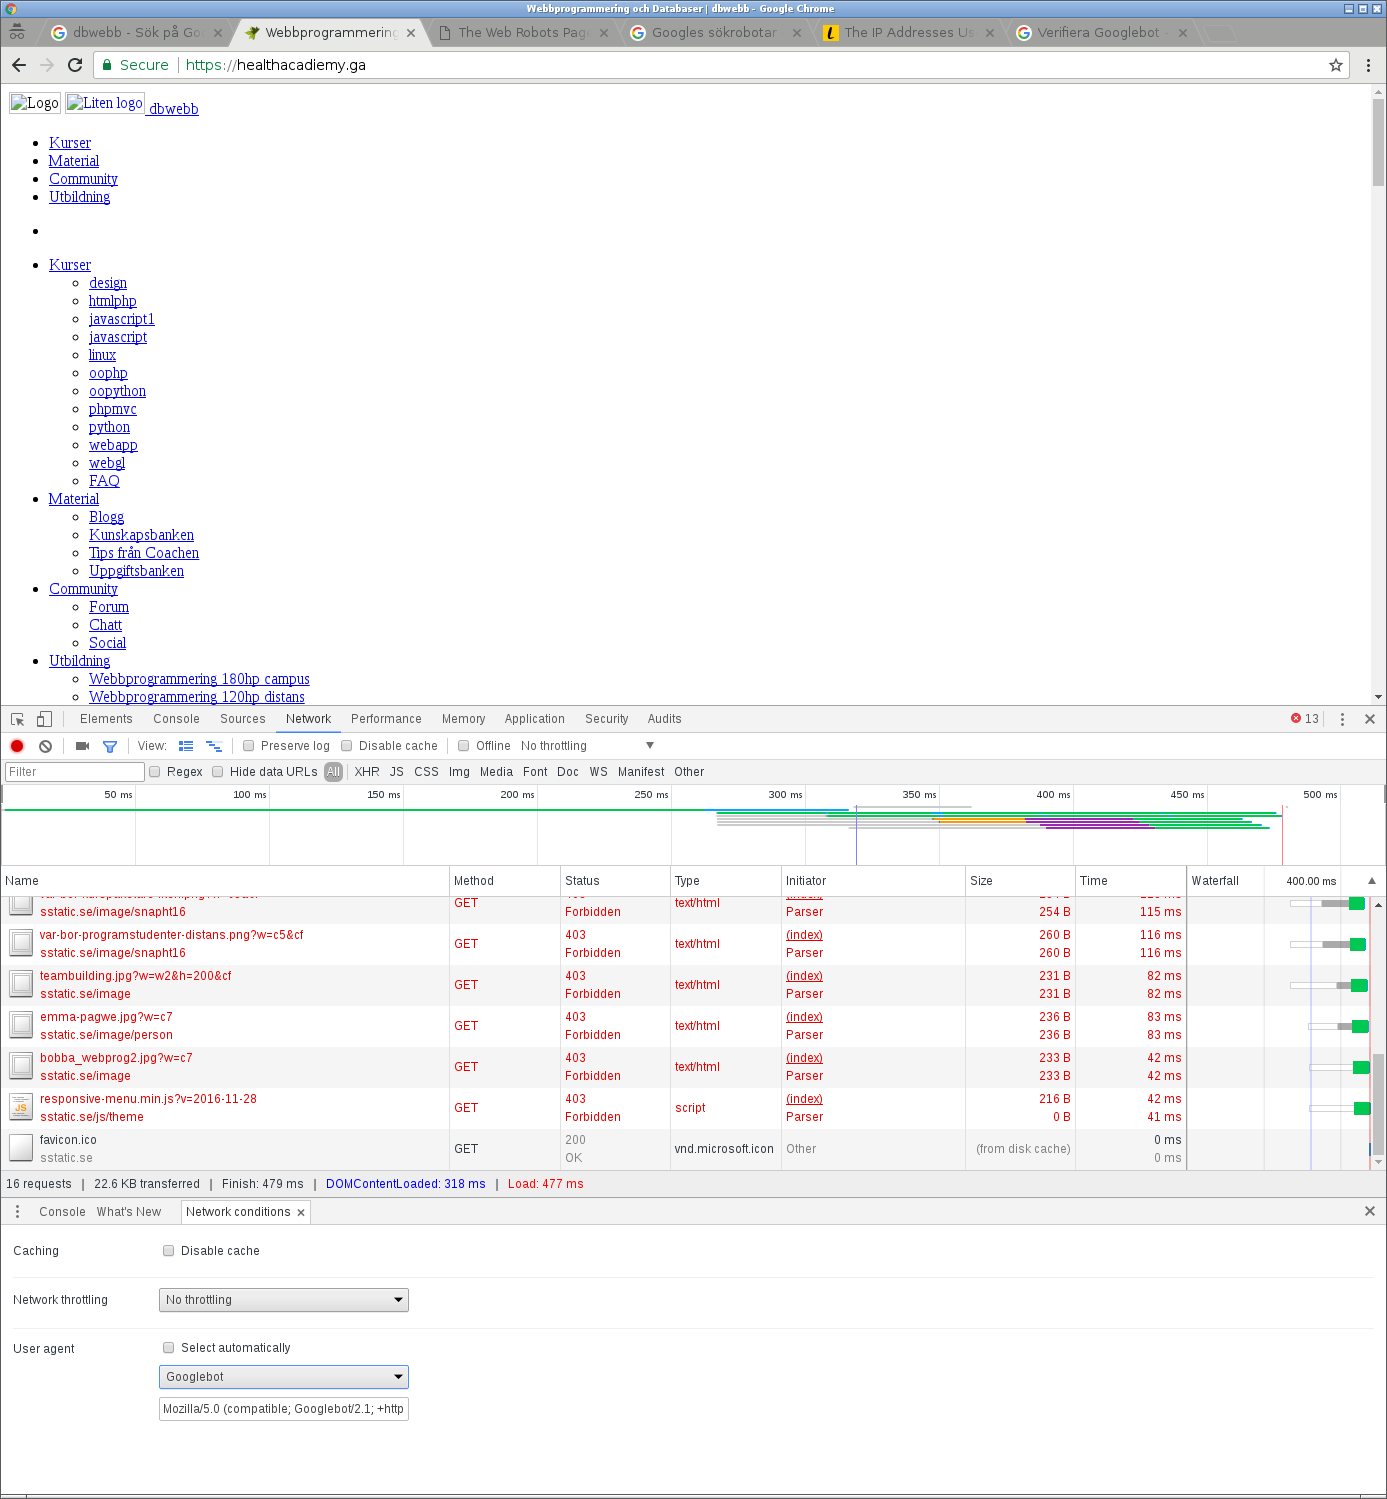 Webbprogrammering och Databaser | dbwebb - Google Chrome
dbwebb - Sök på Go
Webbprogrammering
The Web Robots Page
Googles sökrobotar
The IP Addresses Us
Verifiera Googlebot -
Secure https://healthacadiemy.ga
Logo Liten logo dbwebb
Kurser
Material
Community
Utbildning
Kurser
design
htmlphp
javascript1
javascript
linux
oophp
oopython
phpmvc
python
webapp
webgl
FAQ
Material
Blogg
Kunskapsbanken
Tips från Coachen
Uppgiftsbanken
Community
Forum
Chatt
Social
Utbildning
Webbprogrammering 180hp campus
Webbprogrammering 120hp distans
Elements Console Sources Network Performance Memory Application Security Audits 13
View: Preserve log Disable cache Offline No throttling
Filter Regex Hide data URLs All XHR JS CSS Img Media Font Doc WS Manifest Other
50 ms 100 ms 150 ms 200 ms 250 ms 300 ms 350 ms 400 ms 450 ms 500 ms
Name Method Status Type Initiator Size Time Waterfall 400.00 ms
GET text/html
sstatic.se/image/snapht16 Forbidden Parser 254 B 115 ms
var-bor-programstudenter-distans.png?w=c5&cf 403 (index) 260 B 116 ms
GET text/html
sstatic.se/image/snapht16 Forbidden Parser 260 B 116 ms
teambuilding.jpg?w=w2&h=200&cf 403 (index) 231 B 82 ms
GET text/html
sstatic.se/image Forbidden Parser 231 B 82 ms
emma-pagwe.jpg?w=c7 403 (index) 236 B 83 ms
GET text/html
sstatic.se/image/person Forbidden Parser 236 B 83 ms
bobba_webprog2.jpg?w=c7 403 (index) 233 B 42 ms
GET text/html
sstatic.se/image Forbidden Parser 233 B 42 ms
responsive-menu.min.js?v=2016-11-28 403 (index) 216 B 42 ms
JS GET script
sstatic.se/js/theme Forbidden Parser 0 B 41 ms
favicon.ico 200 0 ms
GET vnd.microsoft.icon Other (from disk cache)
sstatic.se OK 0 ms
16 requests | 22.6 KB transferred | Finish: 479 ms | DOMContentLoaded: 318 ms | Load: 477 ms
Console What's New Network conditions
Caching Disable cache
Network throttling No throttling
User agent Select automatically
Googlebot
Mozilla/5.0 (compatible; Googlebot/2.1; +http